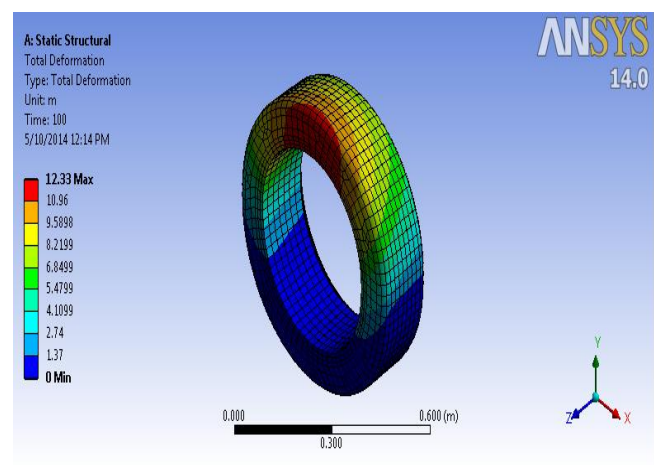 A: Static Structural
Total Deformation
Type: Total Deformation
Unit: m
Time: 100
5/10/2014 12:14 PM
12.33 Max
10.96
9.5898
8.2199
6.8499
5.4799
4.1099
2.74
1.37
0 Min
ANSYS
14.0
0.000
0.600 (m)
0.300
Y
Z
X